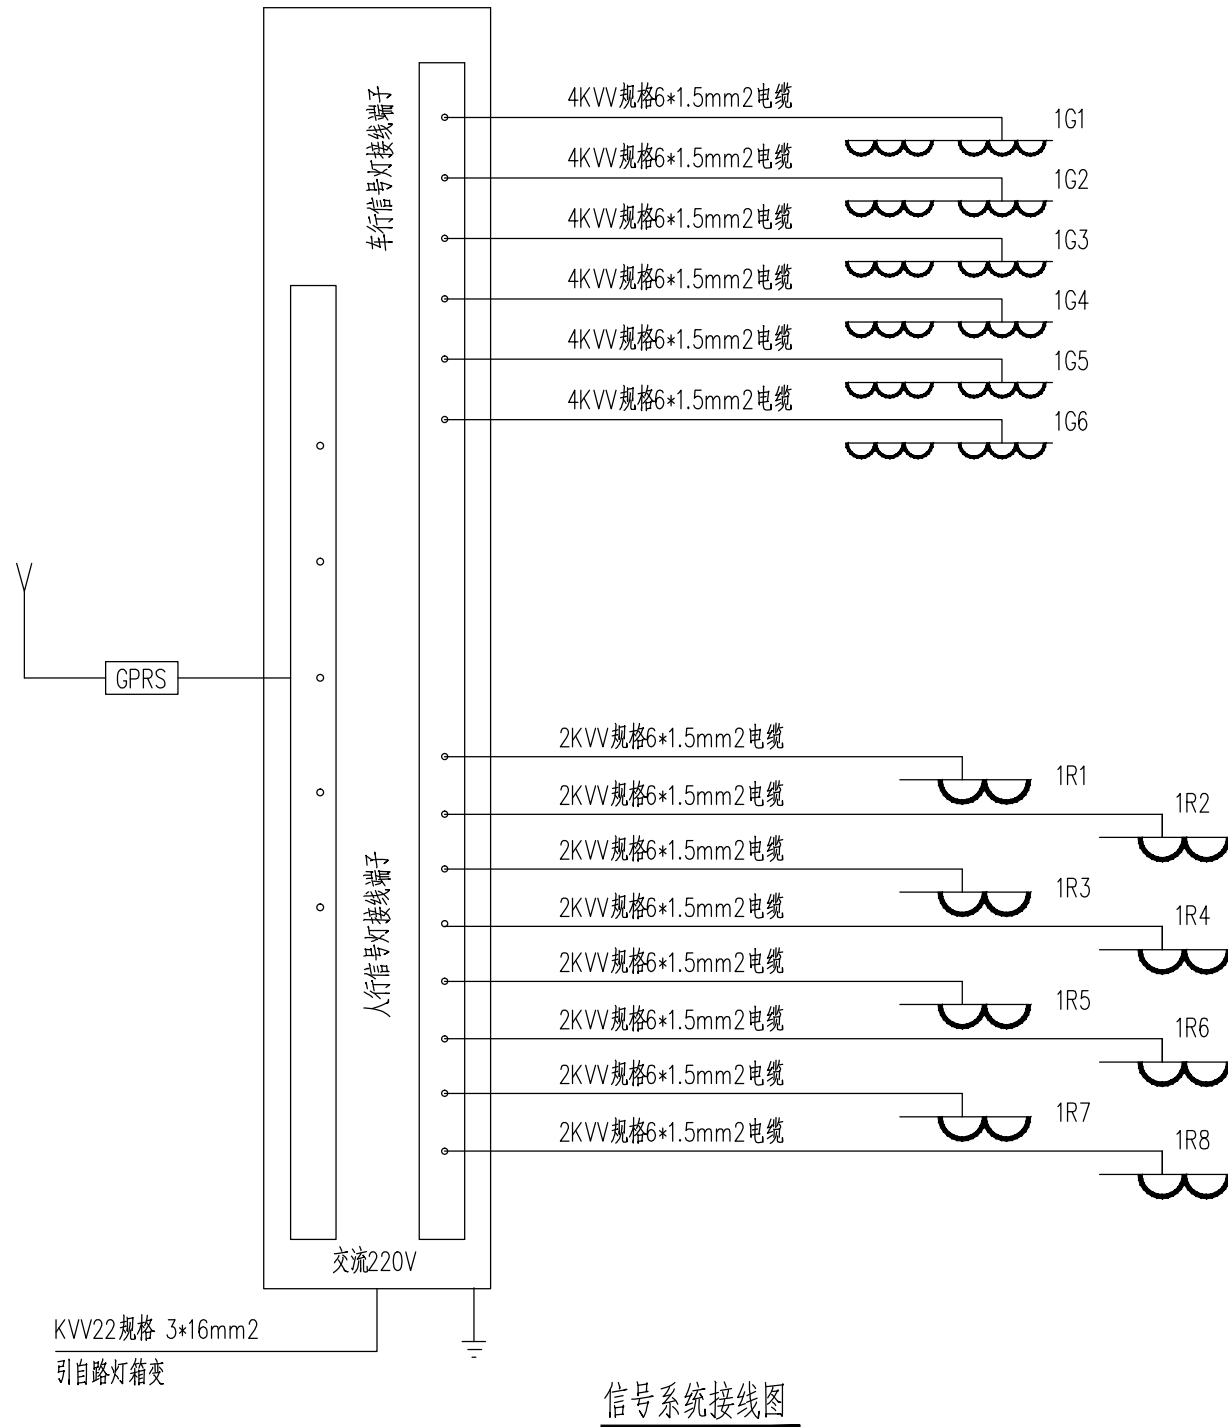 车行信号灯接线端子
4KVV规格6*1.5mm2电缆
1G1
4KVV规格6*1.5mm2电缆
1G2
4KVV规格6*1.5mm2电缆
1G3
4KVV规格6*1.5mm2电缆
1G4
4KVV规格6*1.5mm2电缆
1G5
4KVV规格6*1.5mm2电缆
1G6
GPRS
人行信号灯接线端子
2KVV规格6*1.5mm2电缆
1R1
2KVV规格6*1.5mm2电缆
1R2
2KVV规格6*1.5mm2电缆
1R3
2KVV规格6*1.5mm2电缆
1R4
2KVV规格6*1.5mm2电缆
1R5
2KVV规格6*1.5mm2电缆
1R6
2KVV规格6*1.5mm2电缆
1R7
2KVV规格6*1.5mm2电缆
1R8
交流220V
KVV22规格 3*16mm2
引自路灯箱变
信号系统接线图